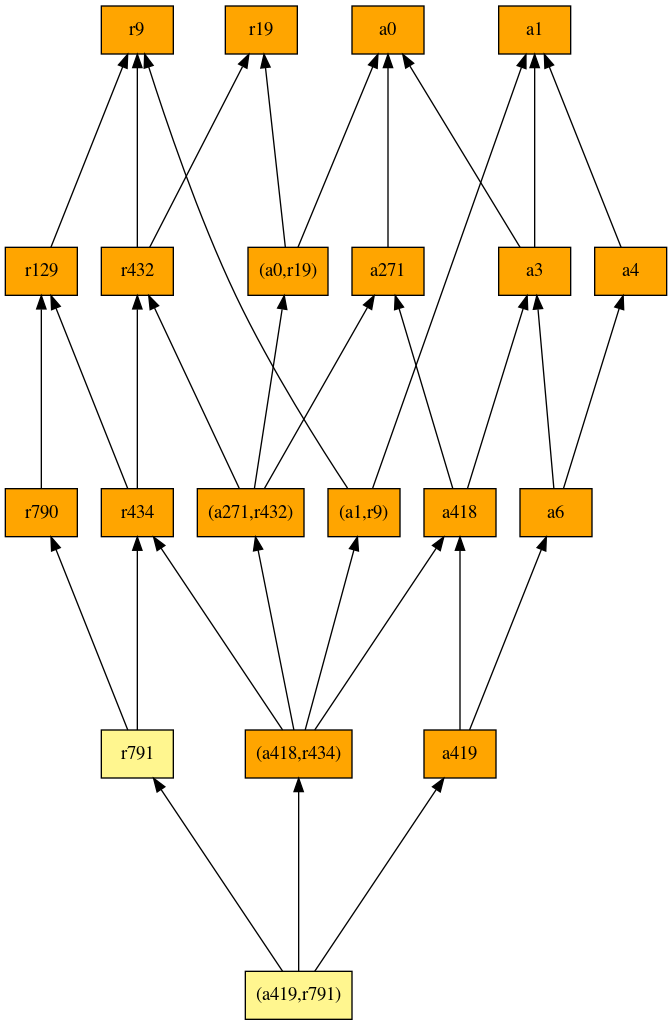 r9
r19
a0
a1
r129
r432
(a0,r19)
a271
a3
a4
r790
r434
(a271,r432)
(a1,r9)
a418
a6
r791
(a418,r434)
a419
(a419,r791)